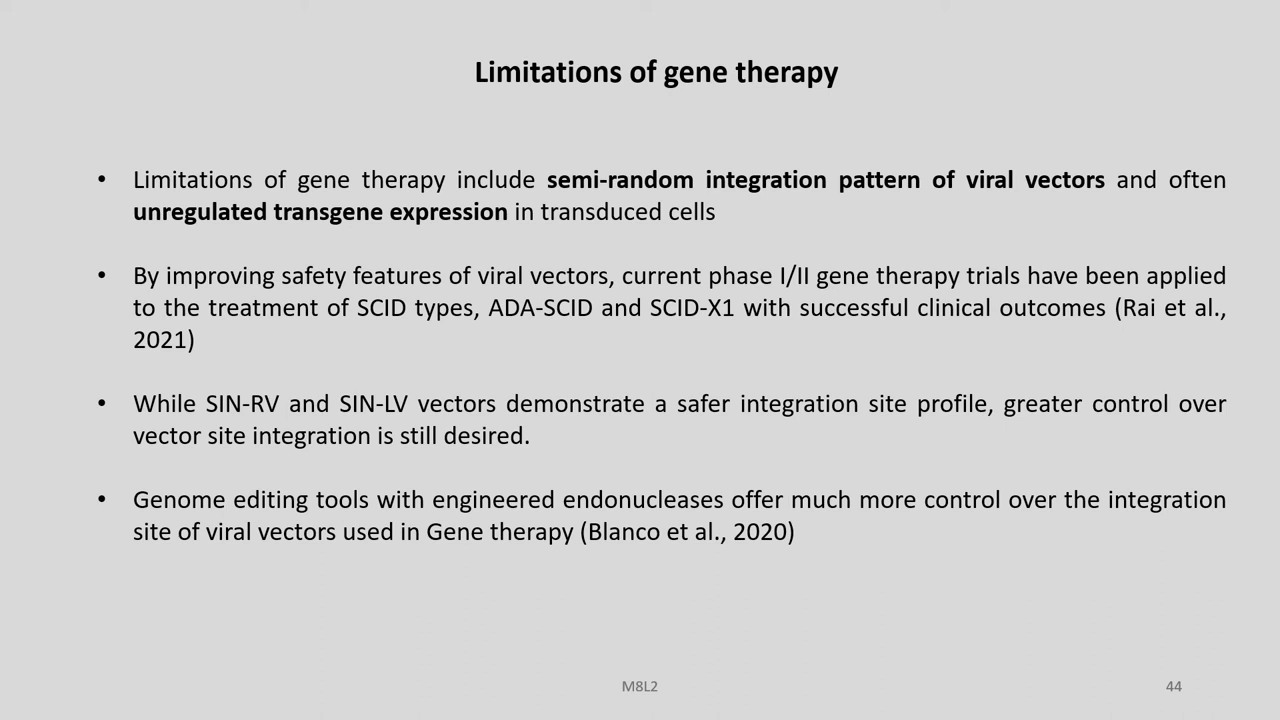 Limitations of gene therapy
• Limitations of gene therapy include semi-random integration pattern of viral vectors and often
unregulated transgene expression in transduced cells
• By improving safety features of viral vectors, current phase I/II gene therapy trials have been applied
to the treatment of SCID types, ADA-SCID and SCID-X1 with successful clinical outcomes (Rai et al.,
2021)
• While SIN-RV and SIN-LV vectors demonstrate a safer integration site profile, greater control over
vector site integration is still desired.
• Genome editing tools with engineered endonucleases offer much more control over the integration
site of viral vectors used in Gene therapy (Blanco et al., 2020)
M8L2
44